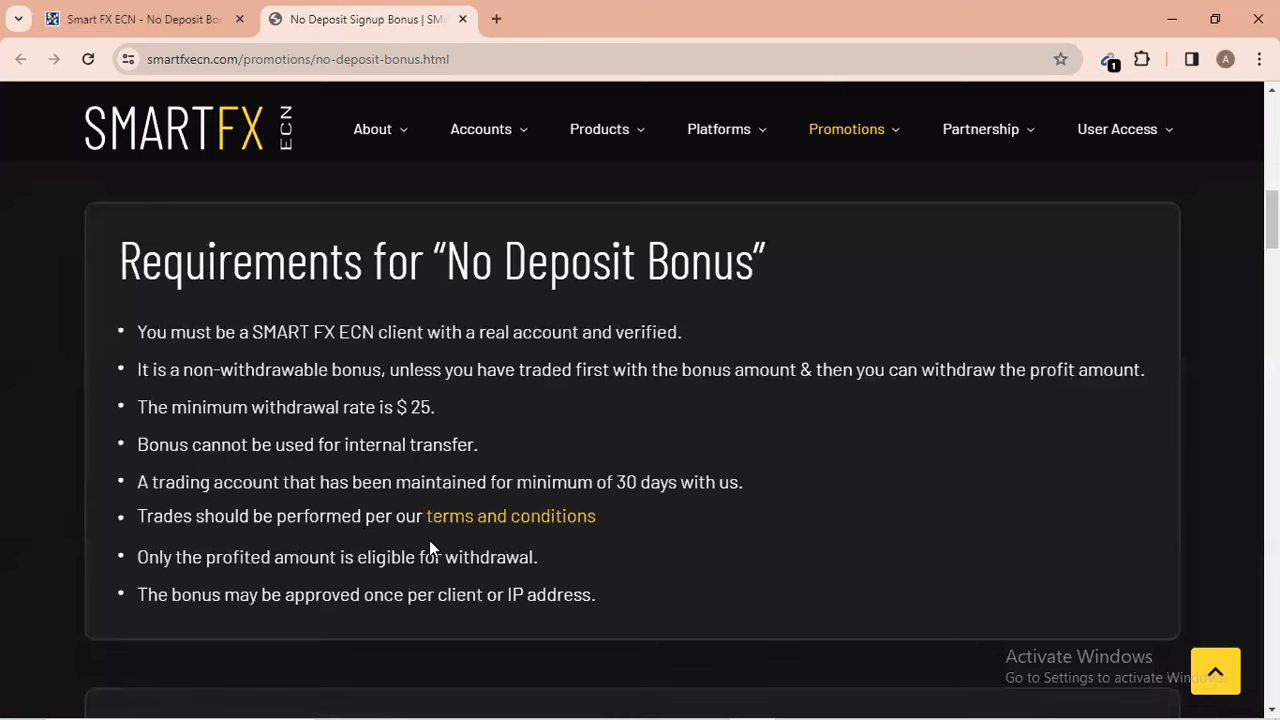 Smart FX ECN - No Deposit Bo
No Deposit Signup Bonus | SM
smartfxecn.com/promotions/no-deposit-bonus.html
1
A
SMARTFX ECN
About
Accounts
Products
Platforms
Promotions
Partnership
User Access
Requirements for “No Deposit Bonus”
• You must be a SMART FX ECN client with a real account and verified.
• It is a non-withdrawable bonus, unless you have traded first with the bonus amount & then you can withdraw the profit amount.
• The minimum withdrawal rate is $ 25.
• Bonus cannot be used for internal transfer.
• A trading account that has been maintained for minimum of 30 days with us.
• Trades should be performed per our terms and conditions
• Only the profited amount is eligible for withdrawal.
• The bonus may be approved once per client or IP address.
Activate Windows
Go to Settings to activate Windows.